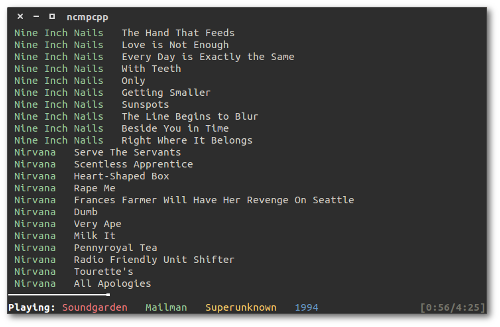 ncmpcpp
Nine Inch Nails The Hand That Feeds
Nine Inch Nails Love is Not Enough
Nine Inch Nails Every Day is Exactly the Same
Nine Inch Nails With Teeth
Nine Inch Nails Only
Nine Inch Nails Getting Smaller
Nine Inch Nails Sunspots
Nine Inch Nails The Line Begins to Blur
Nine Inch Nails Beside You in Time
Nine Inch Nails Right Where It Belongs
Nirvana Serve The Servants
Nirvana Scentless Apprentice
Nirvana Heart-Shaped Box
Nirvana Rape Me
Nirvana Frances Farmer Will Have Her Revenge On Seattle
Nirvana Dumb
Nirvana Very Ape
Nirvana Milk It
Nirvana Pennyroyal Tea
Nirvana Radio Friendly Unit Shifter
Nirvana Tourette's
Nirvana All Apologies
Playing: Soundgarden Mailman Superunknown 1994 [0:56/4:25]